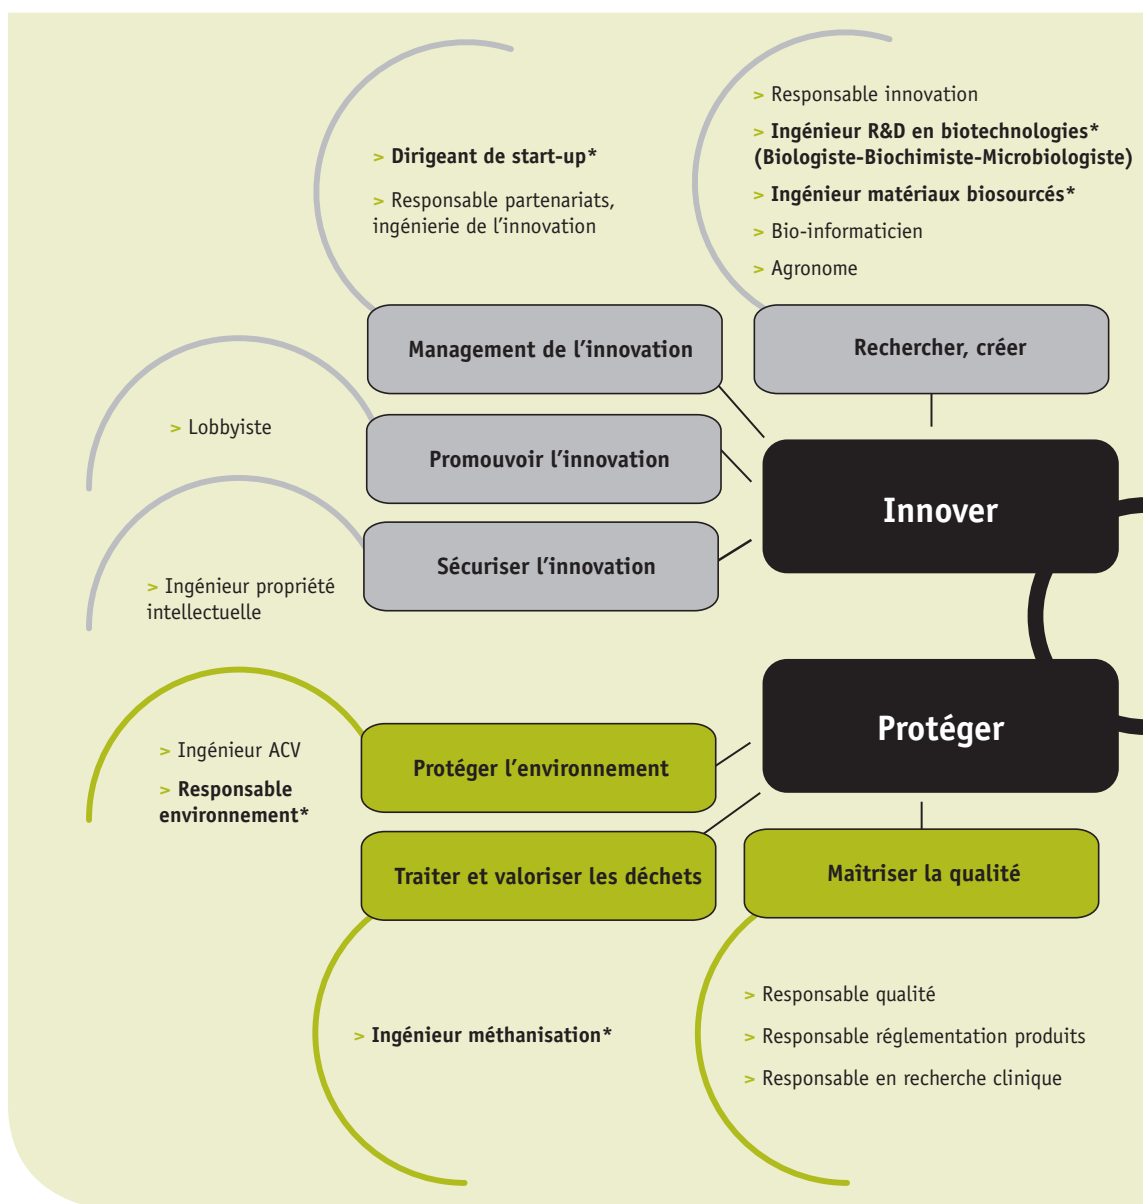 > Responsable innovation
> Ingénieur R&D en biotechnologies*
(Biologiste-Biochimiste-Microbiologiste)
> Ingénieur matériaux biosourcés*
> Bio-informaticien
> Agronome
> Dirigeant de start-up*
> Responsable partenariats,
ingénierie de l’innovation
Management de l’innovation
Rechercher, créer
> Lobbyiste
Promouvoir l’innovation
Innover
Sécuriser l’innovation
> Ingénieur propriété
intellectuelle
Protéger
> Ingénieur ACV
> Responsable
environnement*
Protéger l’environnement
Traiter et valoriser les déchets
Maîtriser la qualité
> Ingénieur méthanisation*
> Responsable qualité
> Responsable réglementation produits
> Responsable en recherche clinique